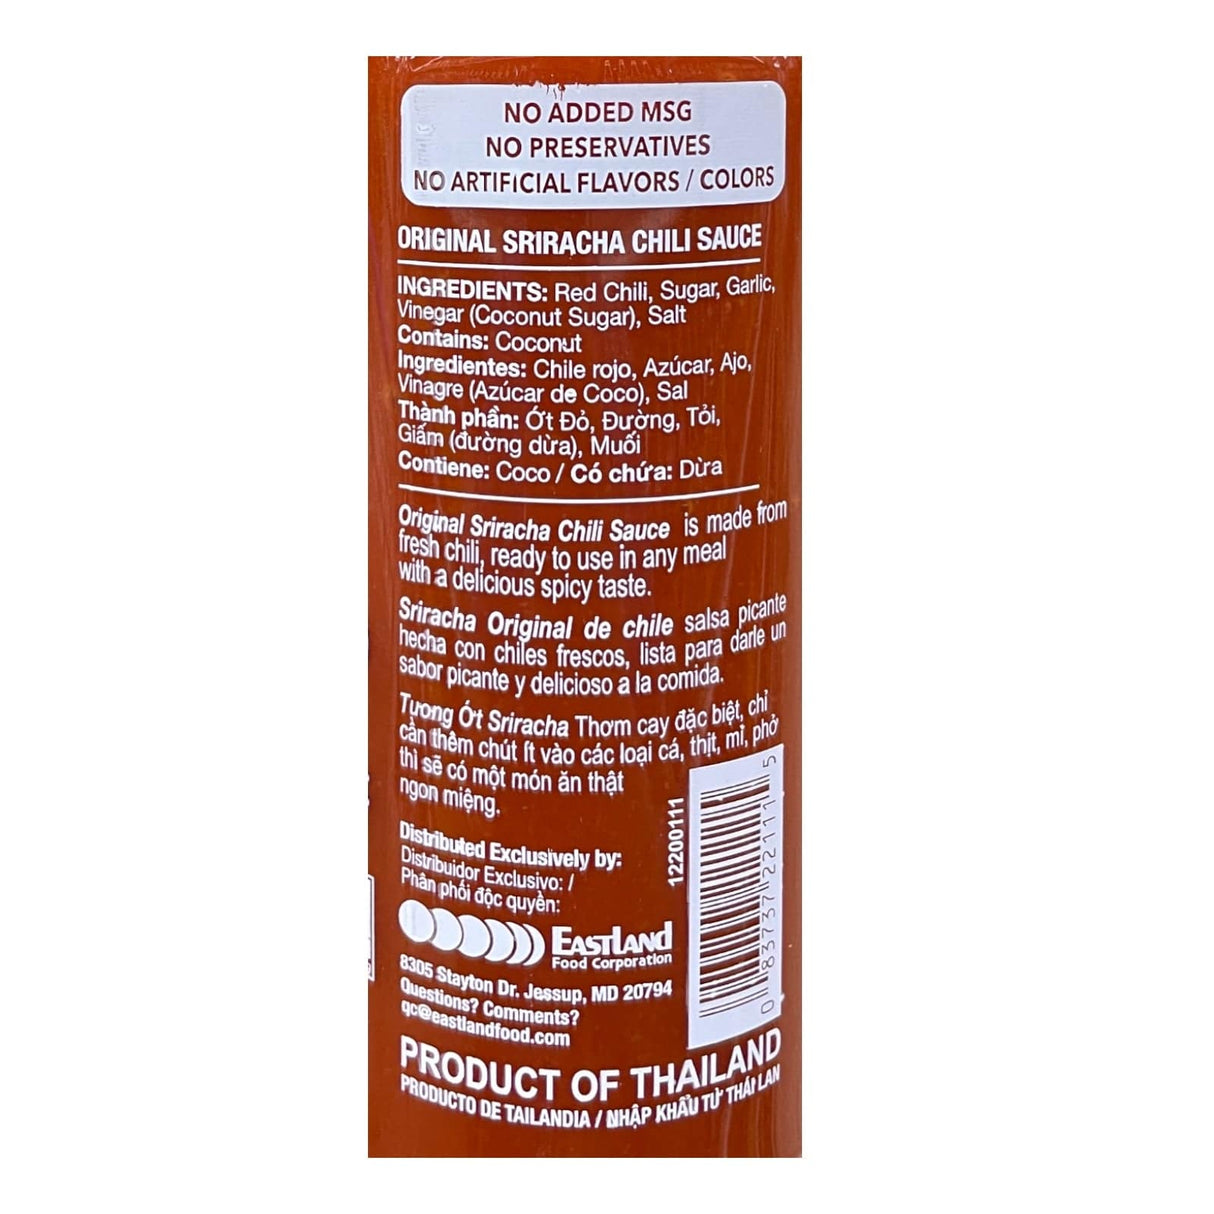 NO ADDED MSG
NO PRESERVATIVES
NO ARTIFICIAL FLAVORS / COLORS
ORIGINAL SRIRACHA CHILI SAUCE
INGREDIENTS: Red Chili, Sugar, Garlic,
Vinegar (Coconut Sugar), Salt
Contains: Coconut
Ingredientes: Chile rojo, Azúcar, Ajo,
Vinagre (Azúcar de Coco), Sal
Thành phần: Ớt Đỏ, Đường, Tỏi,
Giấm (đường dừa), Muối
Contiene: Coco / Có chứa: Dừa
Original Sriracha Chili Sauce is made from
fresh chili, ready to use in any meal
with a delicious spicy taste.
Sriracha Original de chile salsa picante
hecha con chiles frescos, lista para darle un
sabor picante y delicioso a la comida.
Tương Ớt Sriracha Thơm cay đặc biệt, chỉ
cần thêm chút ít vào các loại cá, thịt, mì, phở
thì sẽ có một món ăn thật
ngon miệng.
Distributed Exclusively by:
Distribuidor Exclusivo: /
Phân phối độc quyền:
EASTLAND
Food Corporation
8305 Stayton Dr. Jessup, MD 20794
Questions? Comments?
qc@eastlandfood.com
12200111
0 83737 22111 5
PRODUCT OF THAILAND
PRODUCTO DE TAILANDIA / NHẬP KHẨU TỪ THÁI LAN